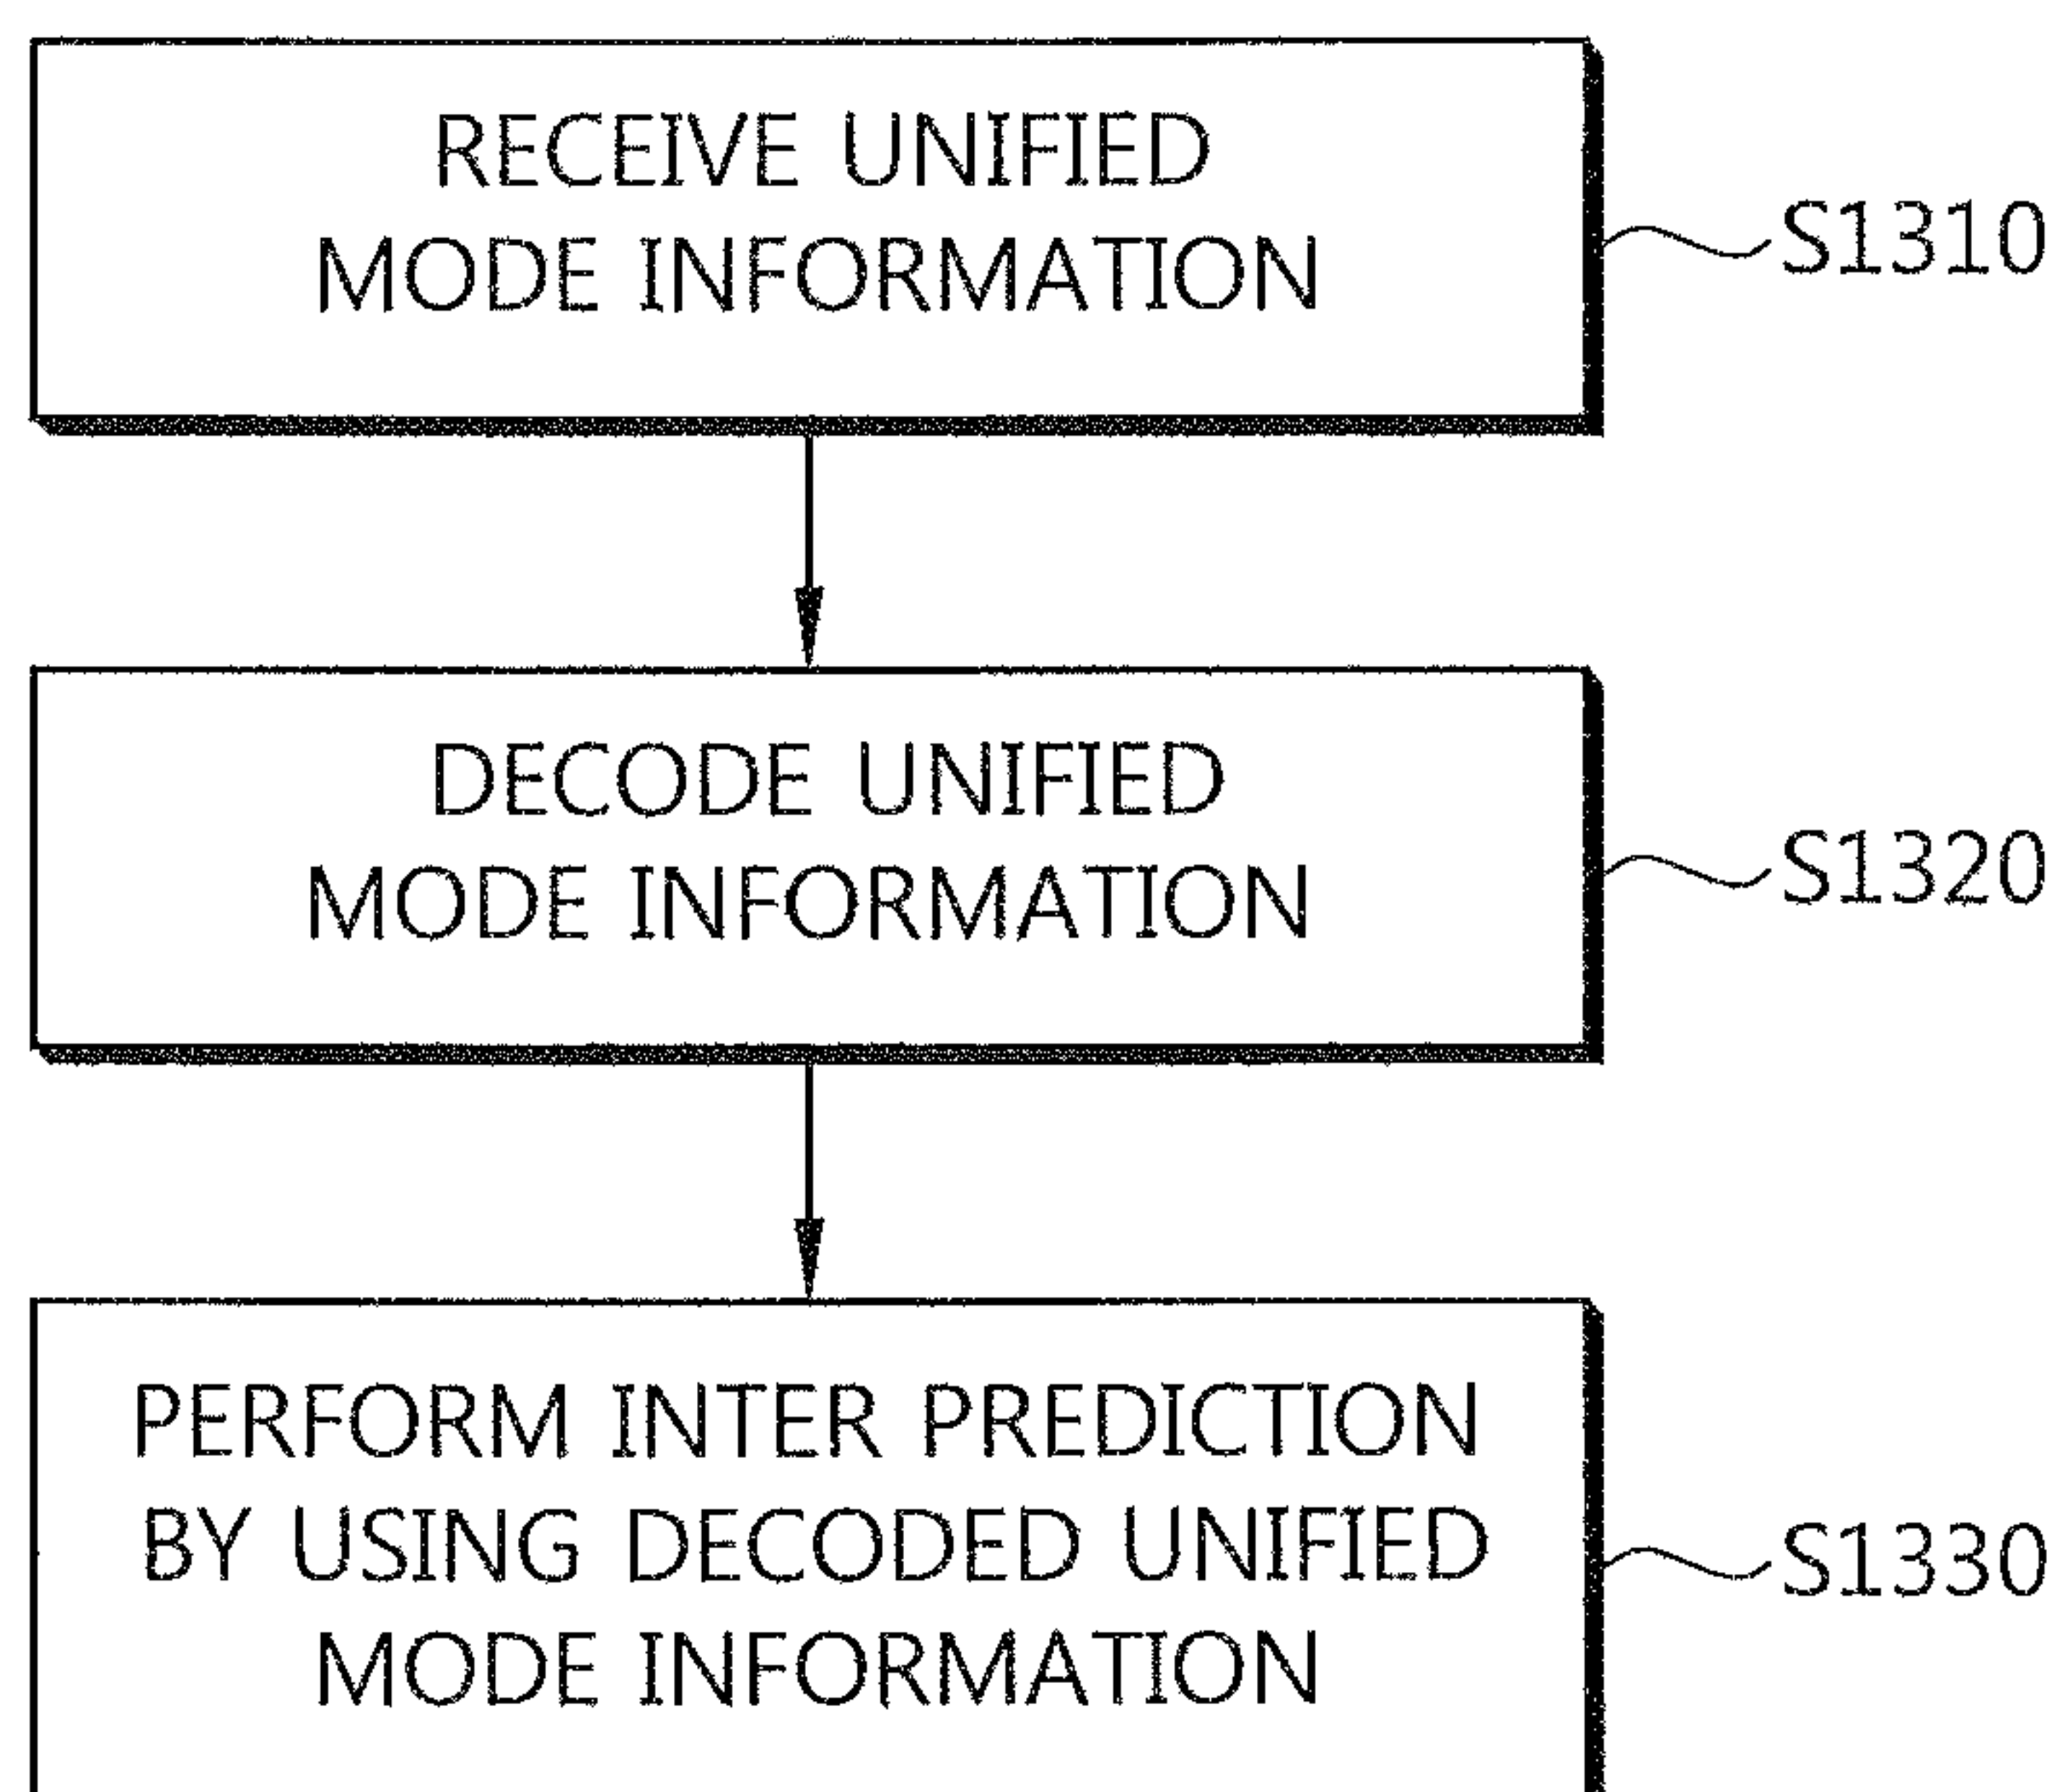 RECEIVE UNIFIED
MODE INFORMATION
S1310
DECODE UNIFIED
MODE INFORMATION
S1320
PERFORM INTER PREDICTION
BY USING DECODED UNIFIED
MODE INFORMATION
S1330